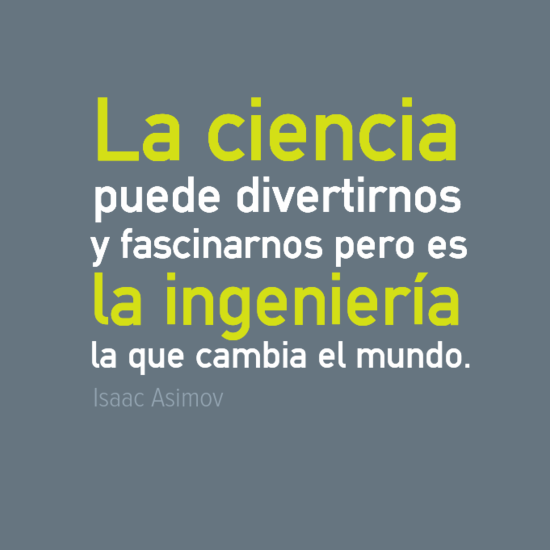 La ciencia
puede divertirnos
y fascinarnos pero es
la ingeniería
la que cambia el mundo.
Isaac Asimov